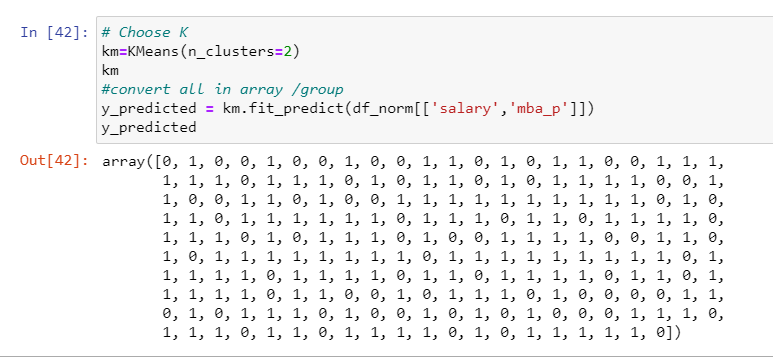 In [42]: # Choose K
km=KMeans(n_clusters=2)
km
#convert all in array /group
y_predicted = km.fit_predict(df_norm[['salary','mba_p']])
y_predicted
Out[42]: array([0, 1, 0, 0, 1, 0, 0, 1, 0, 0, 1, 1, 0, 1, 0, 1, 1, 0, 0, 1, 1, 1,
1, 1, 1, 0, 1, 1, 1, 0, 1, 0, 1, 1, 0, 1, 0, 1, 1, 1, 1, 0, 0, 1,
1, 0, 0, 1, 1, 0, 1, 0, 0, 1, 1, 1, 1, 1, 1, 1, 1, 1, 1, 0, 1, 0,
1, 1, 0, 1, 1, 1, 1, 1, 1, 0, 1, 1, 1, 0, 1, 1, 0, 1, 1, 1, 1, 0,
1, 1, 1, 0, 1, 0, 1, 1, 1, 0, 1, 0, 0, 1, 1, 1, 1, 0, 0, 1, 1, 0,
1, 0, 1, 1, 1, 1, 1, 1, 1, 1, 0, 1, 1, 1, 1, 1, 1, 1, 1, 1, 0, 1,
1, 1, 1, 1, 0, 1, 1, 1, 1, 0, 1, 1, 0, 1, 1, 1, 1, 0, 1, 1, 0, 1,
1, 1, 1, 1, 0, 1, 1, 0, 0, 1, 0, 1, 1, 1, 0, 1, 0, 0, 0, 0, 1, 1,
0, 1, 0, 1, 1, 1, 0, 1, 0, 0, 1, 0, 1, 0, 1, 0, 0, 0, 1, 1, 1, 0,
1, 1, 1, 0, 1, 1, 0, 1, 1, 1, 1, 0, 1, 0, 1, 1, 1, 1, 1, 0])